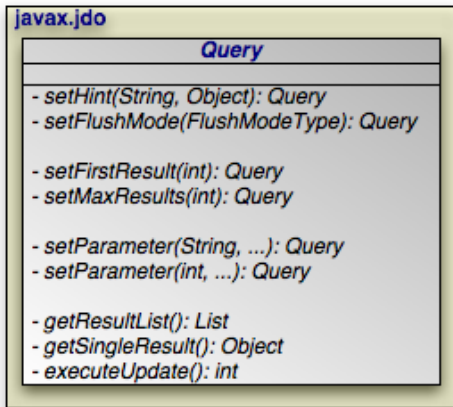 javax.jdo
Query
- setHint(String, Object): Query
- setFlushMode(FlushModeType): Query
- setFirstResult(int): Query
- setMaxResults(int): Query
- setParameter(String, ...): Query
- setParameter(int, ...): Query
- getResultList(): List
- getSingleResult(): Object
- executeUpdate(): int